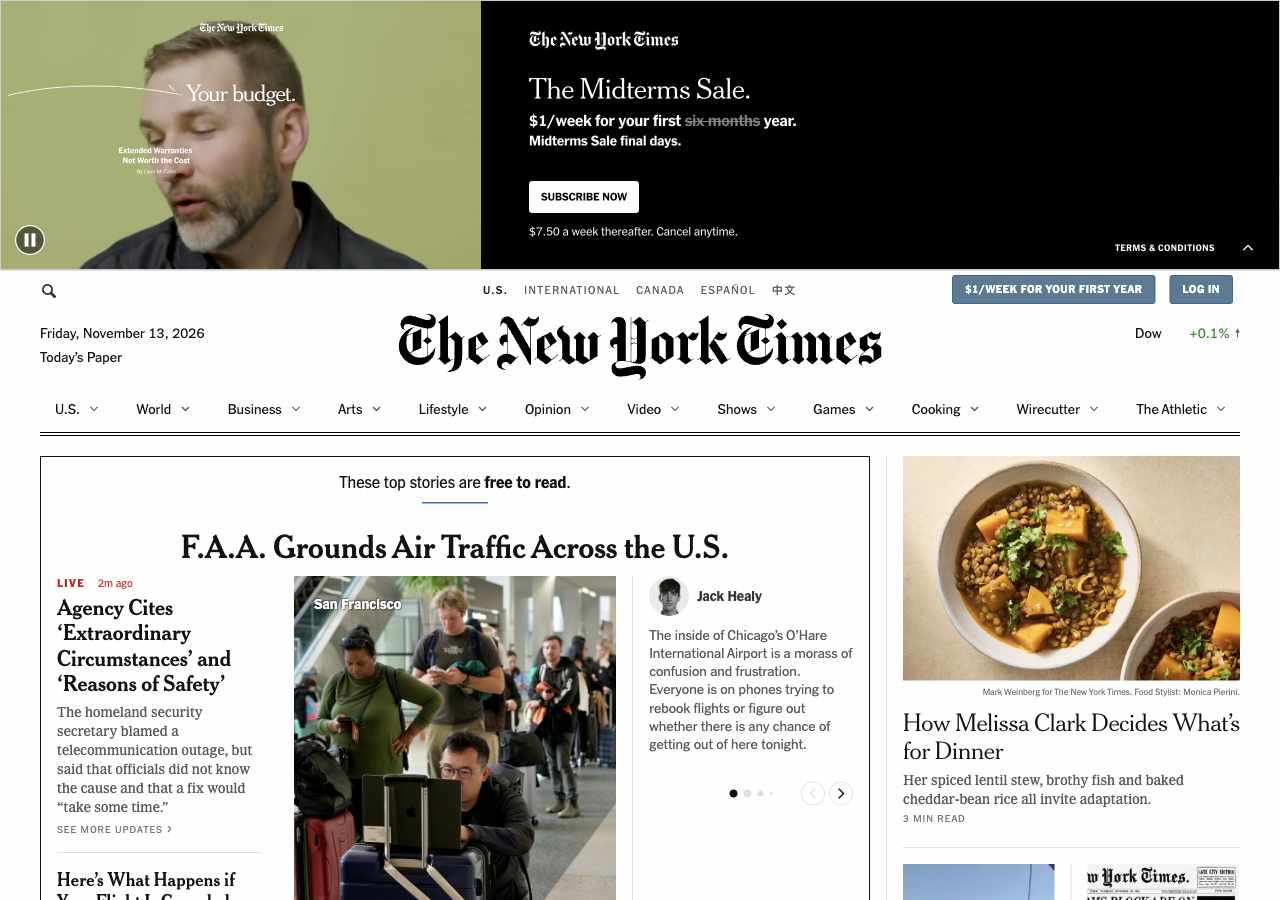 The New York Times
Your budget.
Extended Warranties
Not Worth the Cost
The New York Times
The Midterms Sale.
$1/week for your first six months year.
Midterms Sale final days.
SUBSCRIBE NOW
$7.50 a week thereafter. Cancel anytime.
TERMS & CONDITIONS
U.S. INTERNATIONAL CANADA ESPAÑOL 中文
$1/WEEK FOR YOUR FIRST YEAR LOG IN
Friday, November 13, 2026
Today’s Paper
The New York Times
Dow +0.1% ↑
U.S. World Business Arts Lifestyle Opinion Video Shows Games Cooking Wirecutter The Athletic
These top stories are free to read.
F.A.A. Grounds Air Traffic Across the U.S.
LIVE 2m ago
Agency Cites
‘Extraordinary
Circumstances’ and
‘Reasons of Safety’
The homeland security
secretary blamed a
telecommunication outage, but
said that officials did not know
the cause and that a fix would
“take some time.”
SEE MORE UPDATES
Here’s What Happens if
San Francisco
Jack Healy
The inside of Chicago’s O’Hare
International Airport is a morass of
confusion and frustration.
Everyone is on phones trying to
rebook flights or figure out
whether there is any chance of
getting out of here tonight.
Mark Weinberg for The New York Times. Food Stylist: Monica Pierini.
How Melissa Clark Decides What’s
for Dinner
Her spiced lentil stew, brothy fish and baked
cheddar-bean rice all invite adaptation.
3 MIN READ
w York Times.